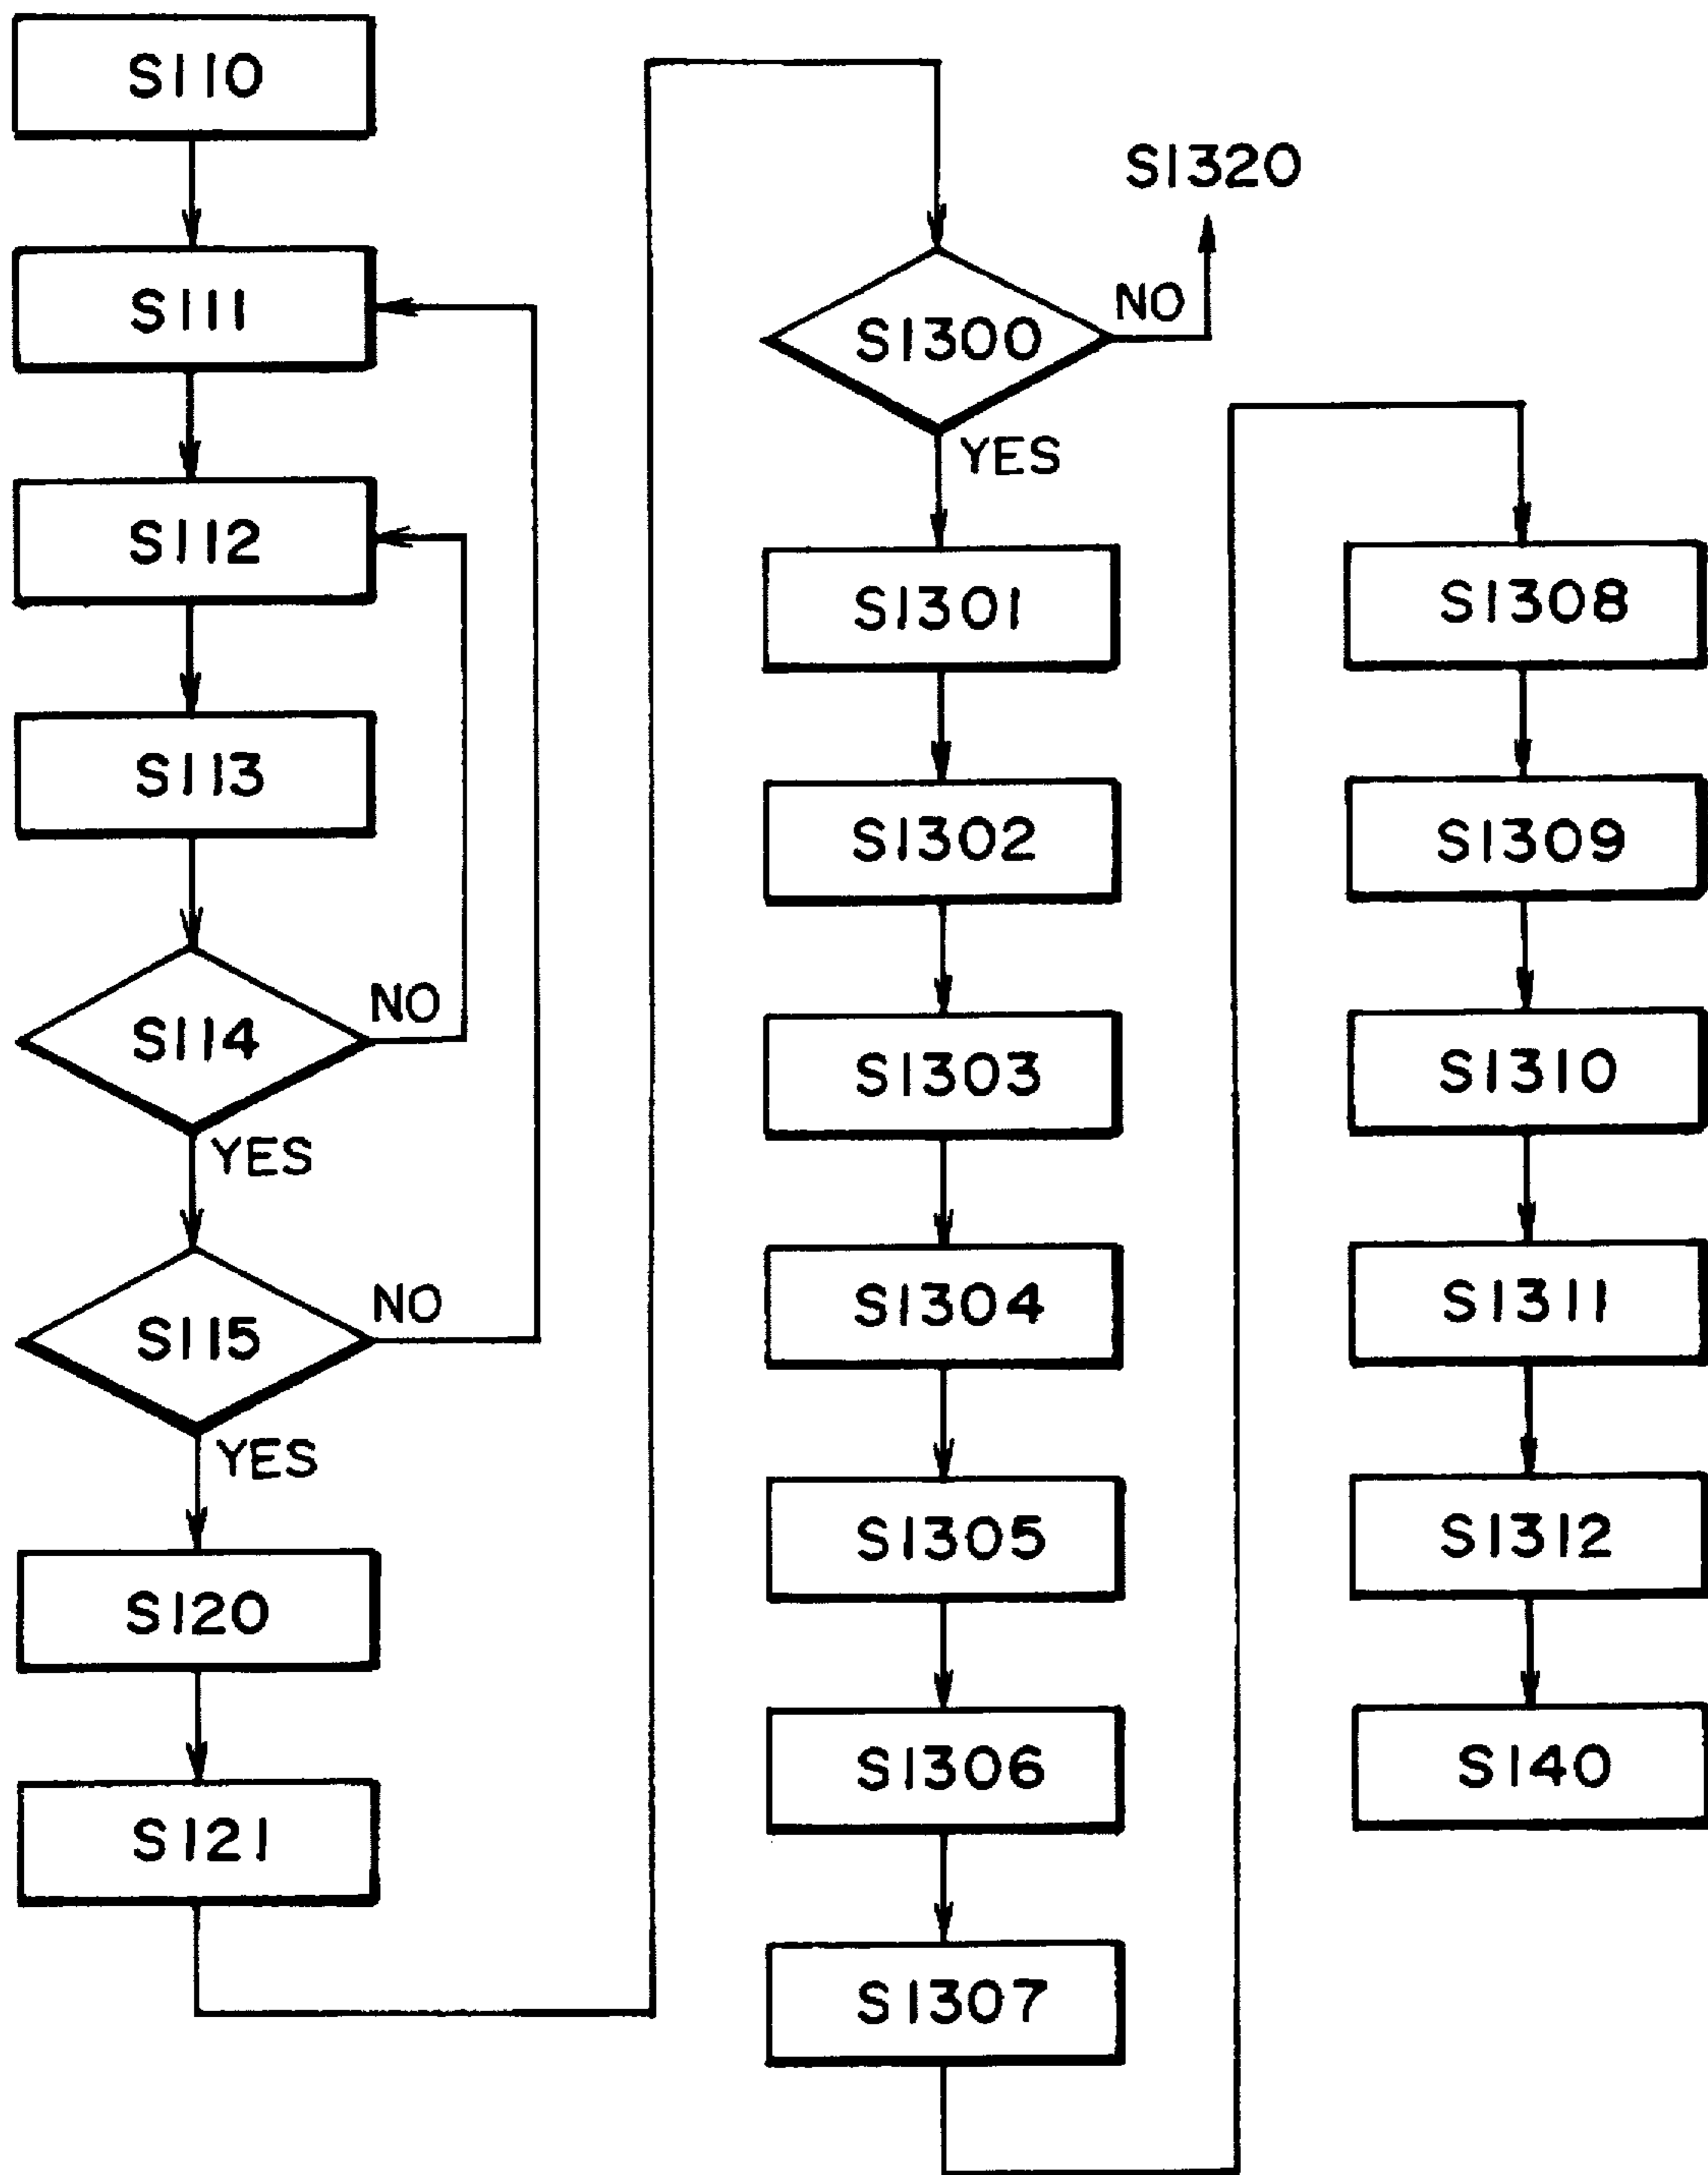 S110
S111
S112
S113
S114
NO
YES
S115
NO
YES
S120
S121
S1320
S1300
NO
YES
S1301
S1302
S1303
S1304
S1305
S1306
S1307
S1308
S1309
S1310
S1311
S1312
S140